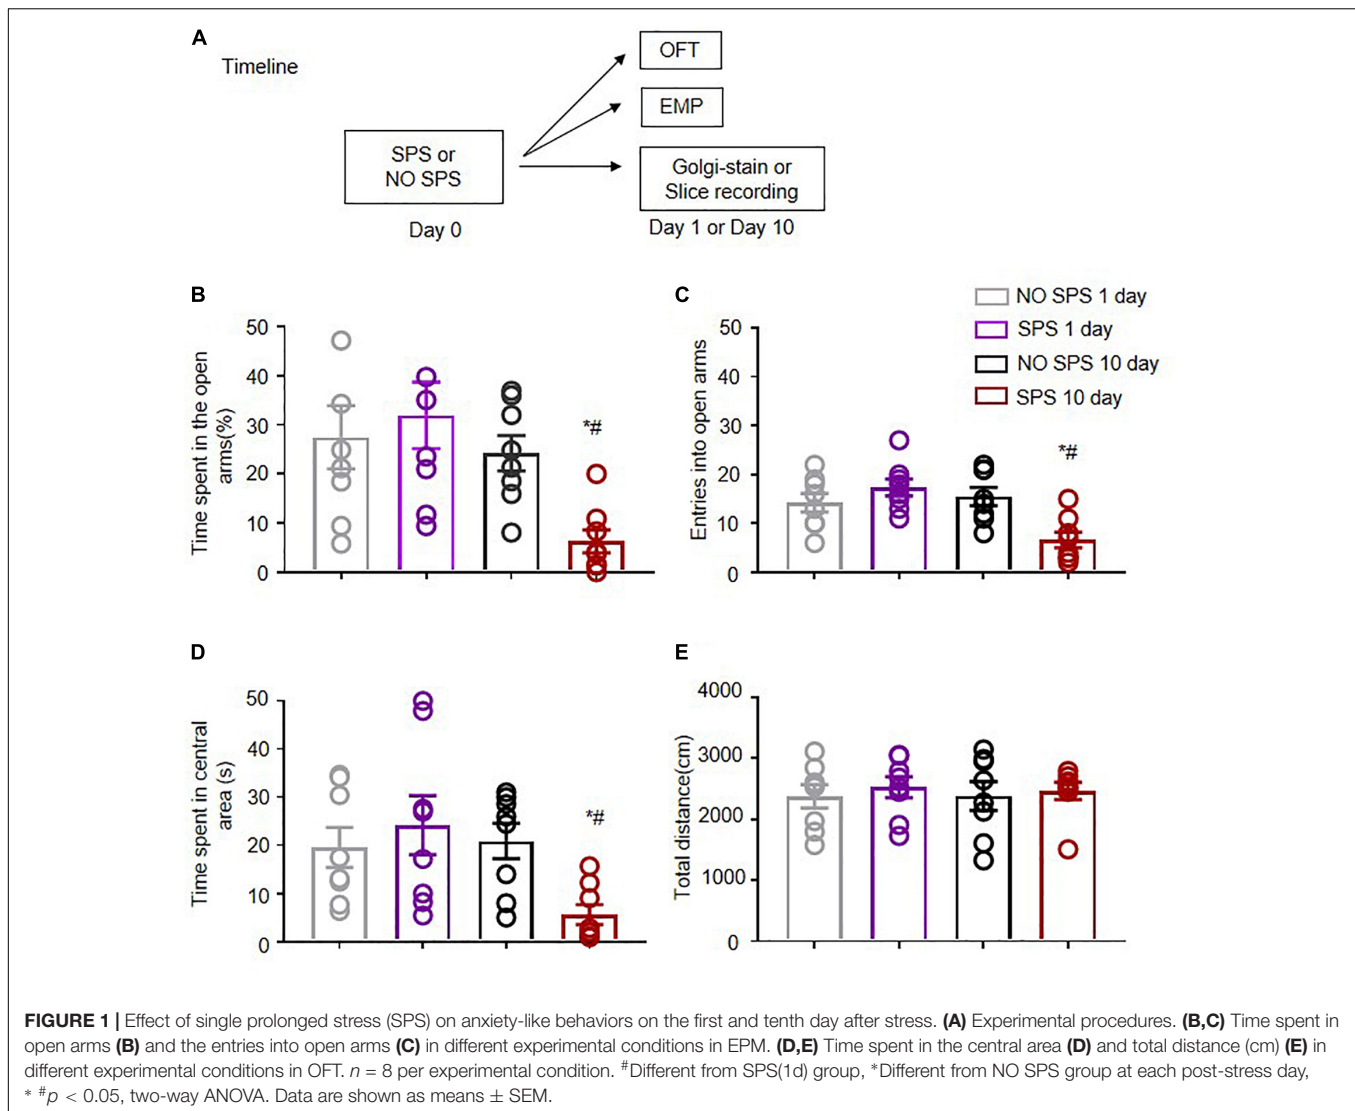 A
Timeline
OFT
EMP
SPS or
NO SPS
Golgi-stain or
Slice recording
Day 0
Day 1 or Day 10
B
Time spent in the open
arms(%)
50
40
30
20
10
0
*#
C
Entries into open arms
50
40
30
20
10
0
*#
NO SPS 1 day
SPS 1 day
NO SPS 10 day
SPS 10 day
D
Time spent in central
area (s)
50
40
30
20
10
0
*#
E
Total distance(cm)
4000
3000
2000
1000
0
FIGURE 1 | Effect of single prolonged stress (SPS) on anxiety-like behaviors on the first and tenth day after stress. (A) Experimental procedures. (B,C) Time spent in
open arms (B) and the entries into open arms (C) in different experimental conditions in EPM. (D,E) Time spent in the central area (D) and total distance (cm) (E) in
different experimental conditions in OFT. n = 8 per experimental condition. #Different from SPS(1d) group, *Different from NO SPS group at each post-stress day,
* #p < 0.05, two-way ANOVA. Data are shown as means ± SEM.